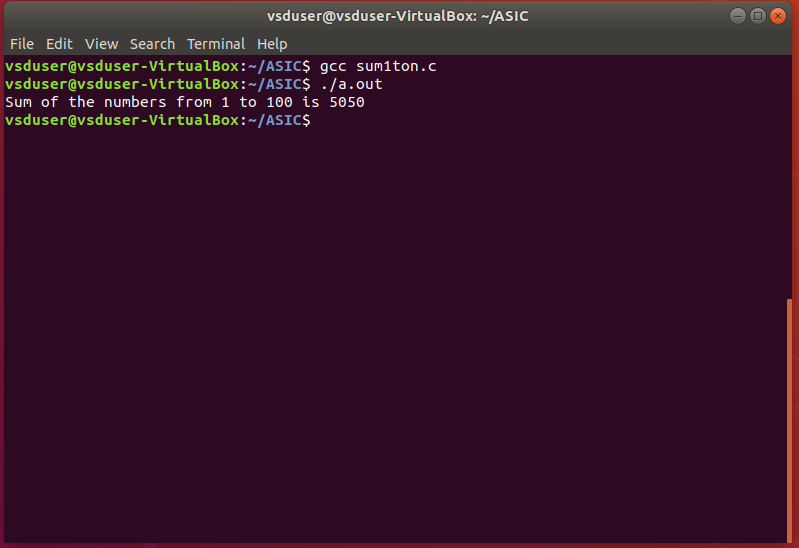 vsduser@vsduser-VirtualBox: ~/ASIC
File Edit View Search Terminal Help
vsduser@vsduser-VirtualBox:~/ASIC$ gcc sum1ton.c
vsduser@vsduser-VirtualBox:~/ASIC$ ./a.out
Sum of the numbers from 1 to 100 is 5050
vsduser@vsduser-VirtualBox:~/ASIC$